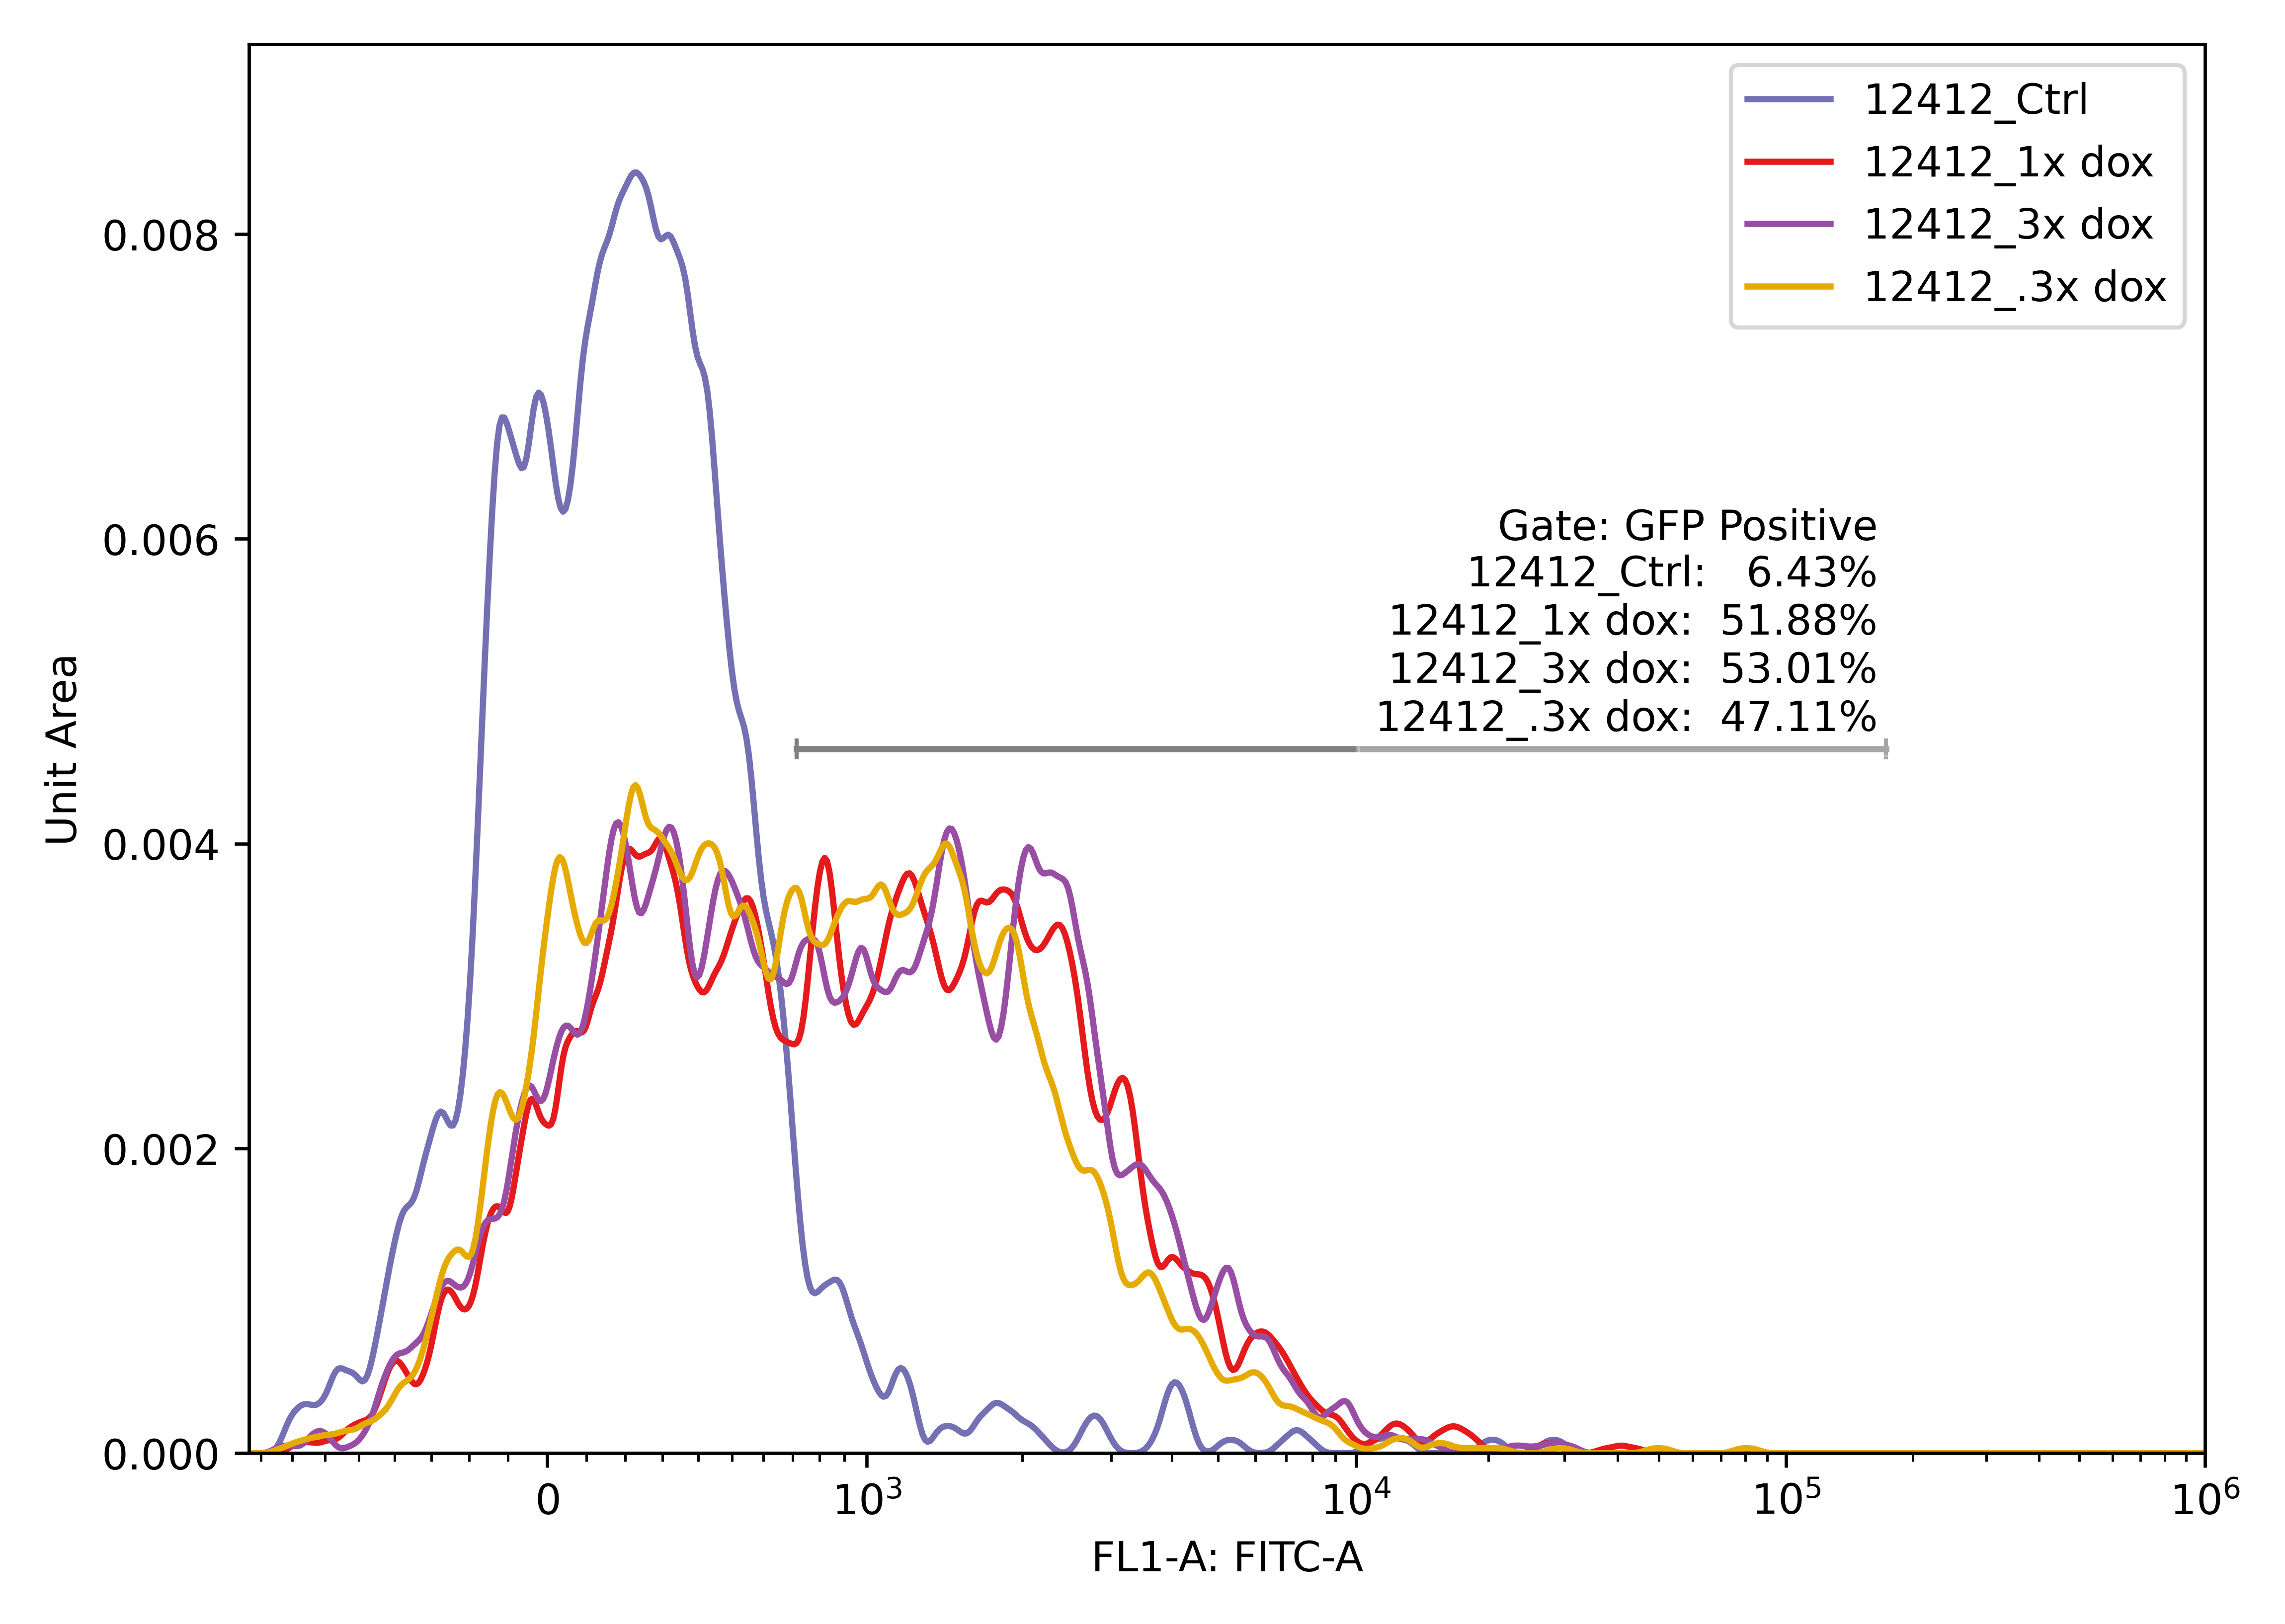 12412_Ctrl
12412_1x dox
12412_3x dox
12412_.3x dox
Gate: GFP Positive
12412_Ctrl: 6.43%
12412_1x dox: 51.88%
12412_3x dox: 53.01%
12412_.3x dox: 47.11%
Unit Area
0.008
0.006
0.004
0.002
0.000
0 10³ 10⁴ 10⁵ 10⁶
FL1-A: FITC-A